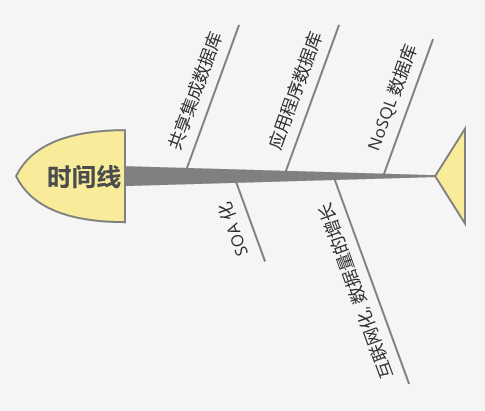 时间线
共享集成数据库
SOA 化
应用程序数据库
互联网化, 数据量的增长
NoSQL 数据库